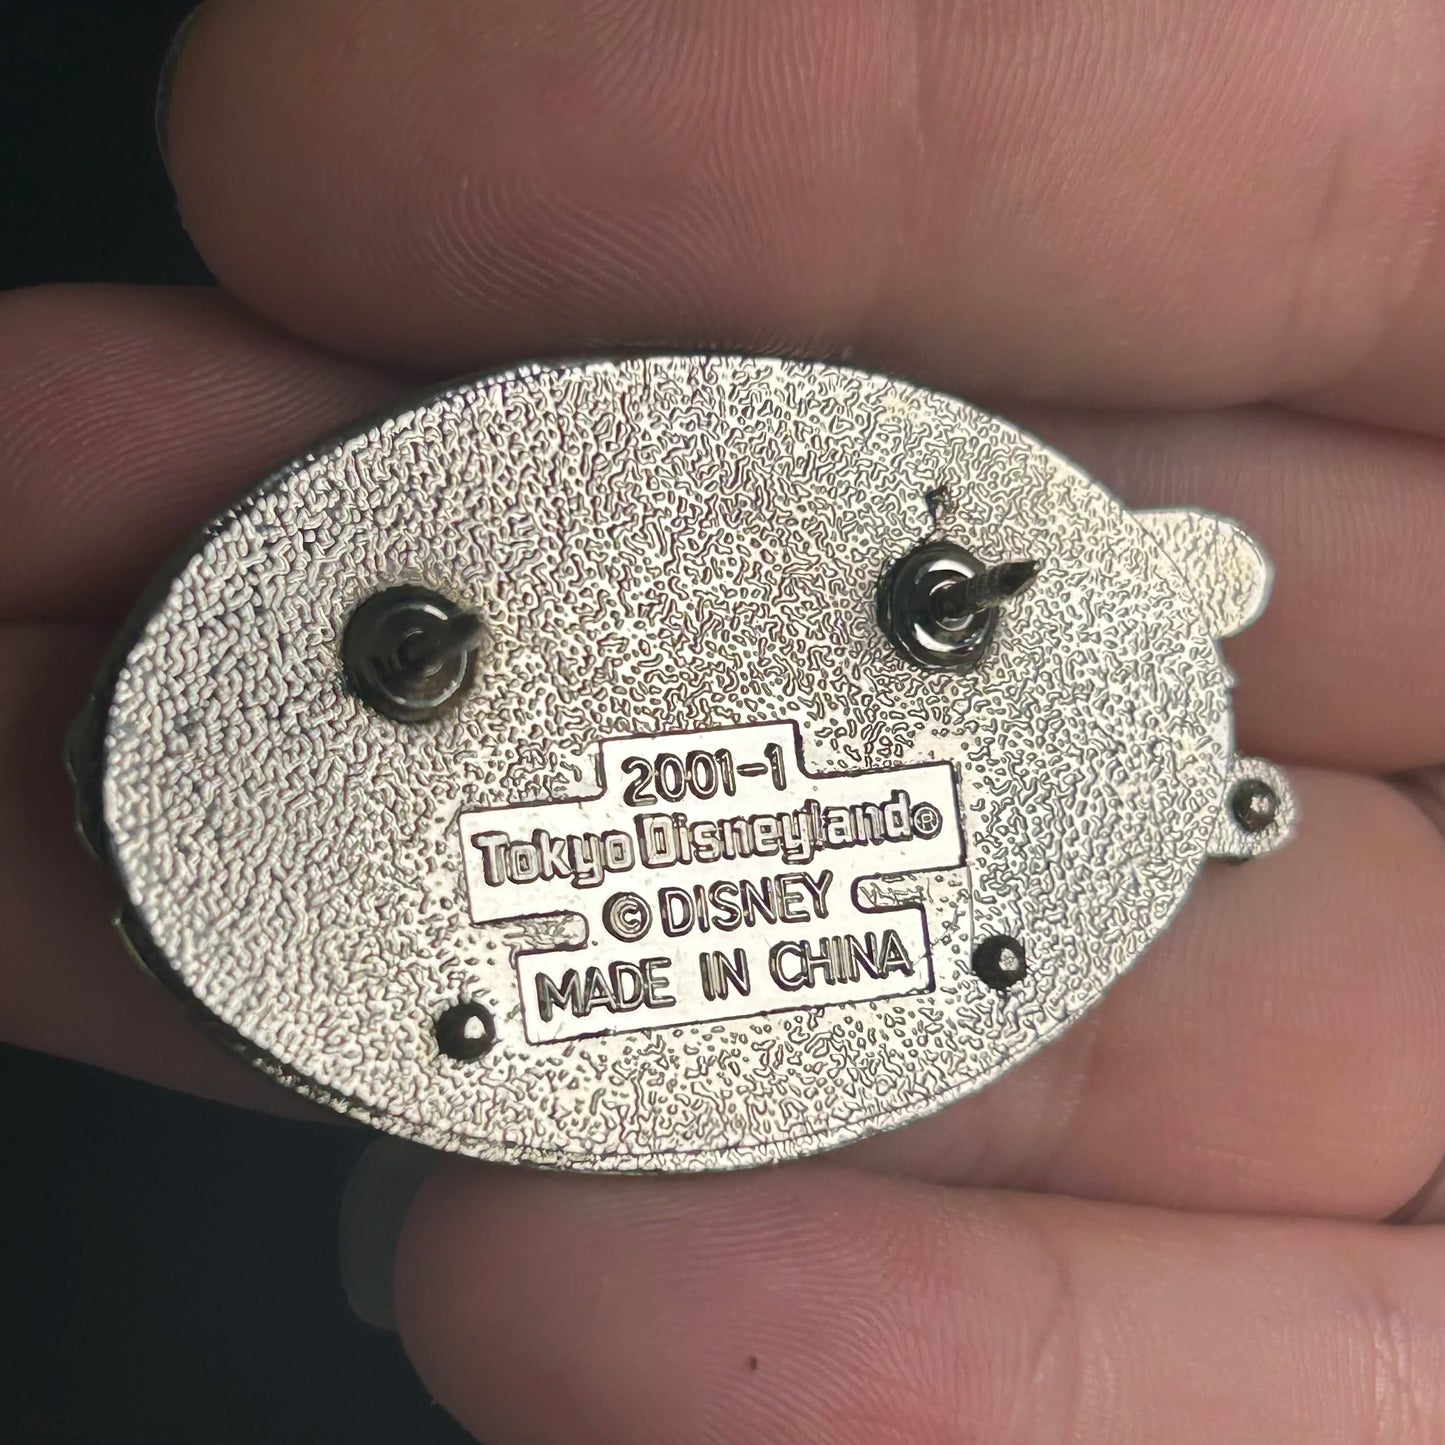 2001-1
Tokyo Disneyland®
© DISNEY
MADE IN CHINA